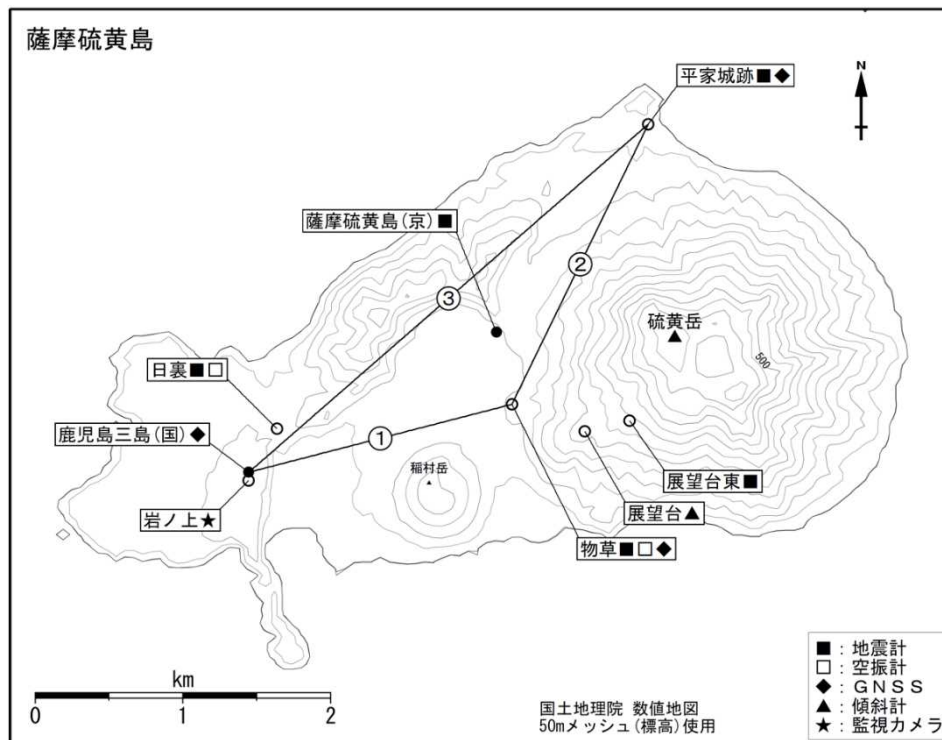 薩摩硫黄島
平家城跡■◆
N
薩摩硫黄島(京)■
②
③
硫黄岳
500
日裏■□
鹿児島三島(国)◆
①
稲村岳
展望台東■
岩ノ上★
展望台▲
物草■□◆
km
0 1 2
国土地理院 数値地図
50mメッシュ(標高)使用
■：地震計
□：空振計
◆：ＧＮＳＳ
▲：傾斜計
★：監視カメラ